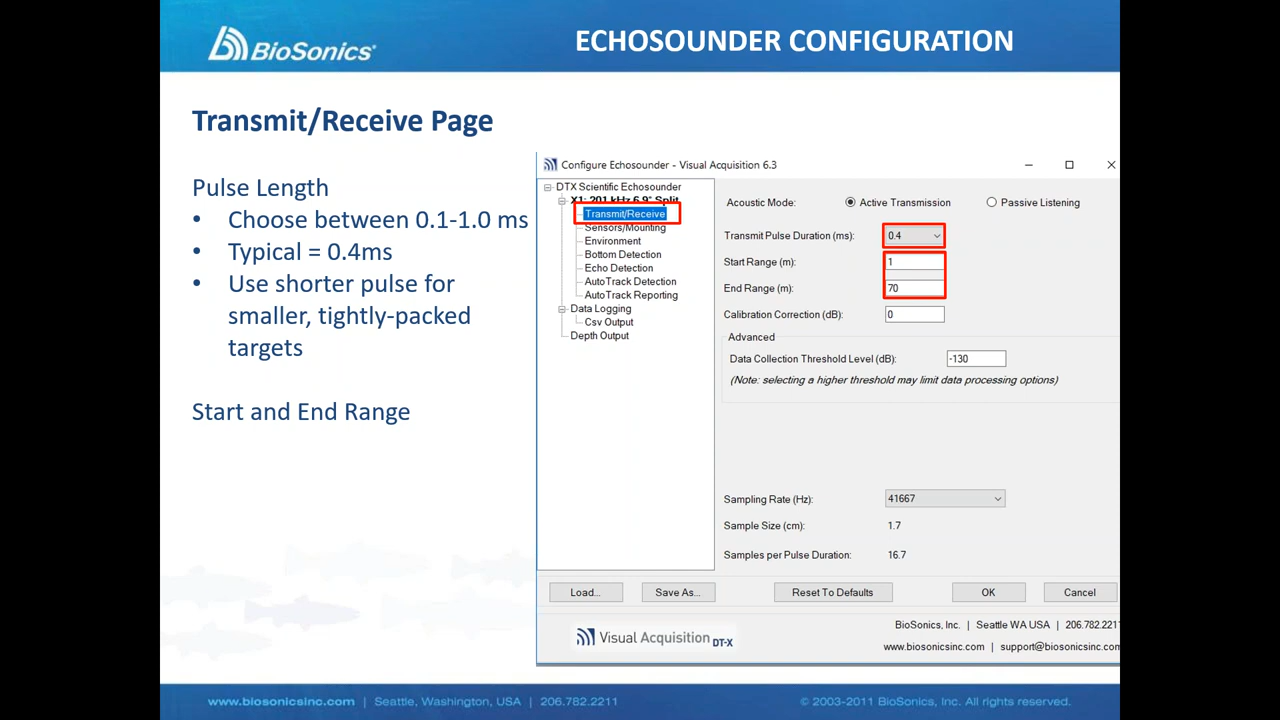 BioSonics
ECHOSOUNDER CONFIGURATION
Transmit/Receive Page
Pulse Length
• Choose between 0.1-1.0 ms
• Typical = 0.4ms
• Use shorter pulse for
smaller, tightly-packed
targets
Start and End Range
Configure Echosounder - Visual Acquisition 6.3
DTX Scientific Echosounder
X1: 201 kHz 6.9° Split
Transmit/Receive
Sensors/Mounting
Environment
Bottom Detection
Echo Detection
AutoTrack Detection
AutoTrack Reporting
Data Logging
Csv Output
Depth Output
Acoustic Mode: Active Transmission Passive Listening
Transmit Pulse Duration (ms): 0.4
Start Range (m): 1
End Range (m): 70
Calibration Correction (dB): 0
Advanced
Data Collection Threshold Level (dB): -130
(Note: selecting a higher threshold may limit data processing options)
Sampling Rate (Hz): 41667
Sample Size (cm): 1.7
Samples per Pulse Duration: 16.7
Load... Save As... Reset To Defaults OK Cancel
Visual Acquisition DT-X
BioSonics, Inc. | Seattle WA USA | 206.782.2211
www.biosonicsinc.com | support@biosonicsinc.com
www.biosonicsinc.com | Seattle, Washington, USA | 206.782.2211
© 2003-2011 BioSonics, Inc. All rights reserved.